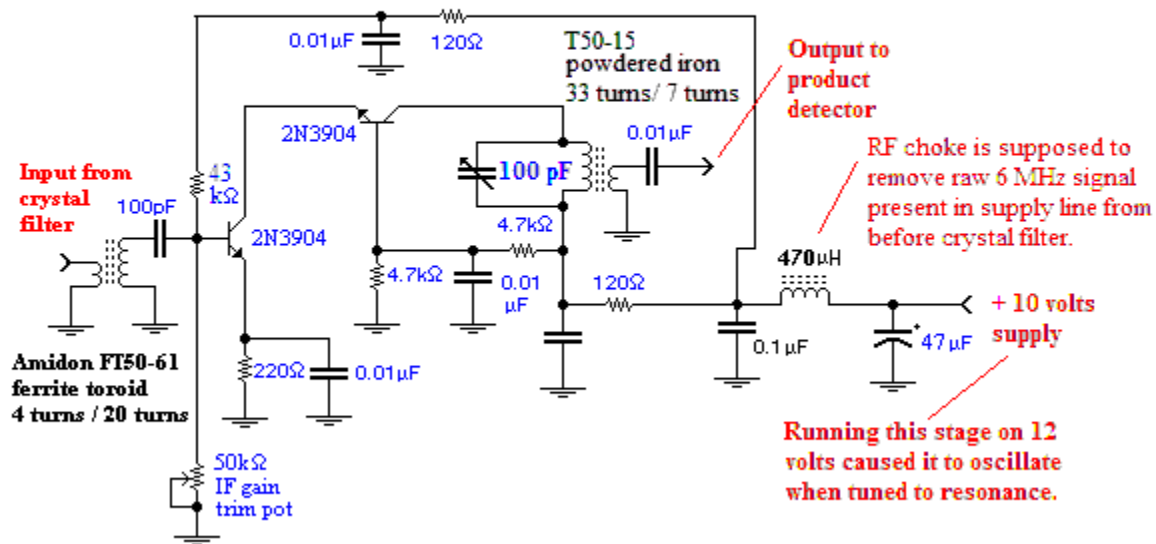 0.01µF
120Ω
T50-15
powdered iron
33 turns/ 7 turns
Output to
product
detector
2N3904
0.01µF
Input from
crystal
filter
43
kΩ
100pF
100 pF
RF choke is supposed to
remove raw 6 MHz signal
present in supply line from
before crystal filter.
2N3904
4.7kΩ
470µH
4.7kΩ
0.01
µF
120Ω
+ 10 volts
supply
0.1µF
47µF
+
Amidon FT50-61
ferrite toroid
4 turns / 20 turns
220Ω
0.01µF
Running this stage on 12
volts caused it to oscillate
when tuned to resonance.
50kΩ
IF gain
trim pot